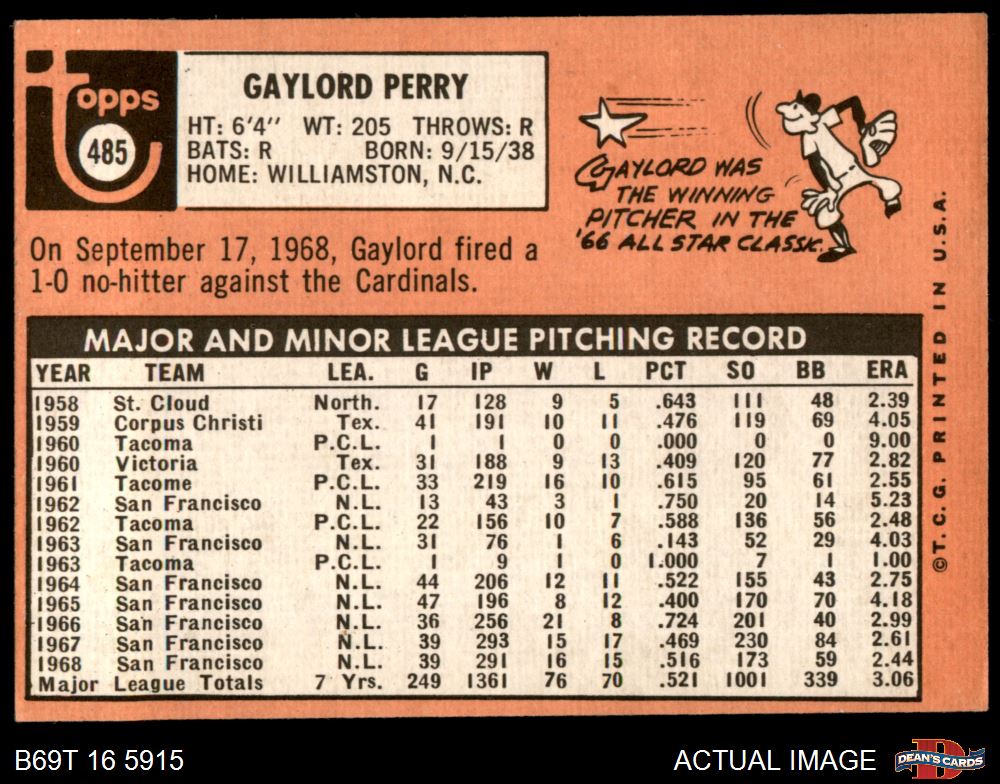 Topps
485
GAYLORD PERRY
HT: 6'4" WT: 205 THROWS: R
BATS: R BORN: 9/15/38
HOME: WILLIAMSTON, N.C.
On September 17, 1968, Gaylord fired a
1-0 no-hitter against the Cardinals.
GAYLORD WAS
THE WINNING
PITCHER IN THE
'66 ALL STAR CLASSIC.
MAJOR AND MINOR LEAGUE PITCHING RECORD
YEAR TEAM LEA. G IP W L PCT SO BB ERA
1958 St. Cloud North. 17 128 9 5 .643 111 48 2.39
1959 Corpus Christi Tex. 41 191 10 11 .476 119 69 4.05
1960 Tacoma P.C.L. 1 1 0 0 .000 0 0 9.00
1960 Victoria Tex. 31 188 9 13 .409 120 77 2.82
1961 Tacome P.C.L. 33 219 16 10 .615 95 61 2.55
1962 San Francisco N.L. 13 43 3 1 .750 20 14 5.23
1962 Tacoma P.C.L. 22 156 10 7 .588 136 56 2.48
1963 San Francisco N.L. 31 76 1 6 .143 52 29 4.03
1963 Tacoma P.C.L. 1 9 1 0 1.000 7 1 1.00
1964 San Francisco N.L. 44 206 12 11 .522 155 43 2.75
1965 San Francisco N.L. 47 196 8 12 .400 170 70 4.18
1966 San Francisco N.L. 36 256 21 8 .724 201 40 2.99
1967 San Francisco N.L. 39 293 15 17 .469 230 84 2.61
1968 San Francisco N.L. 39 291 16 15 .516 173 59 2.44
Major League Totals 7 Yrs. 249 1361 76 70 .521 1001 339 3.06
©T.C.G. PRINTED IN U.S.A.
B69T 16 5915
ACTUAL IMAGE
DEAN'S CARDS